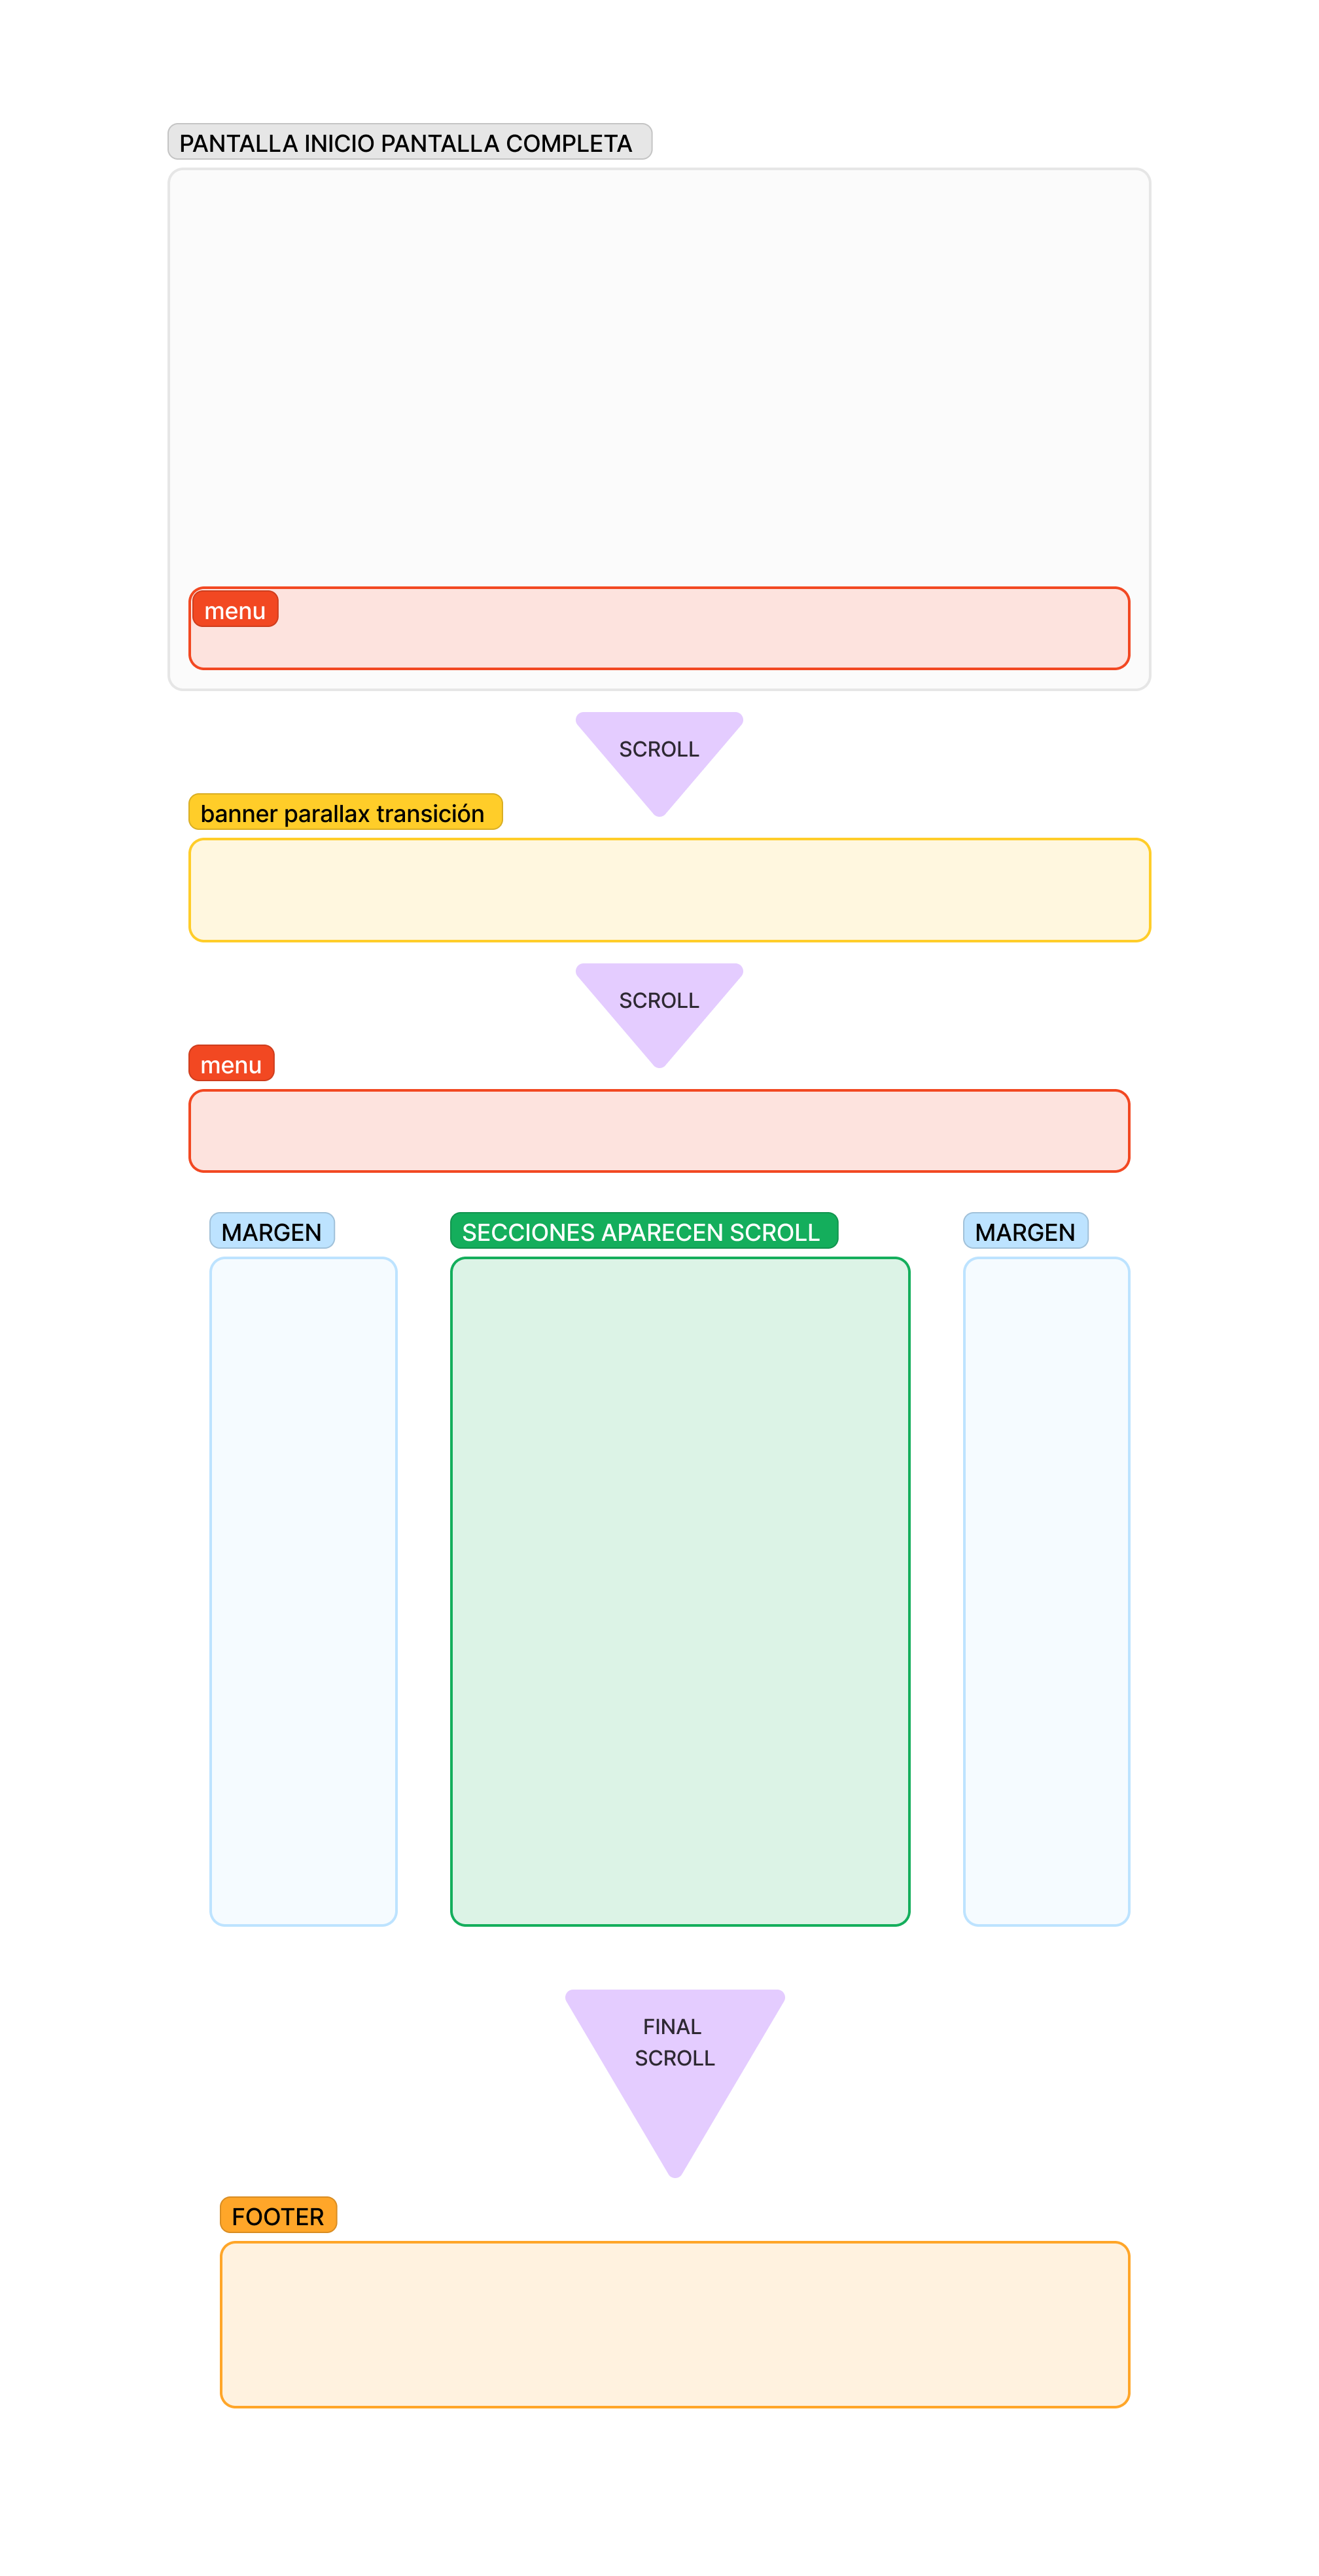 PANTALLA INICIO PANTALLA COMPLETA
menu
SCROLL
banner parallax transición
SCROLL
menu
MARGEN
SECCIONES APARECEN SCROLL
MARGEN
FINAL
SCROLL
FOOTER